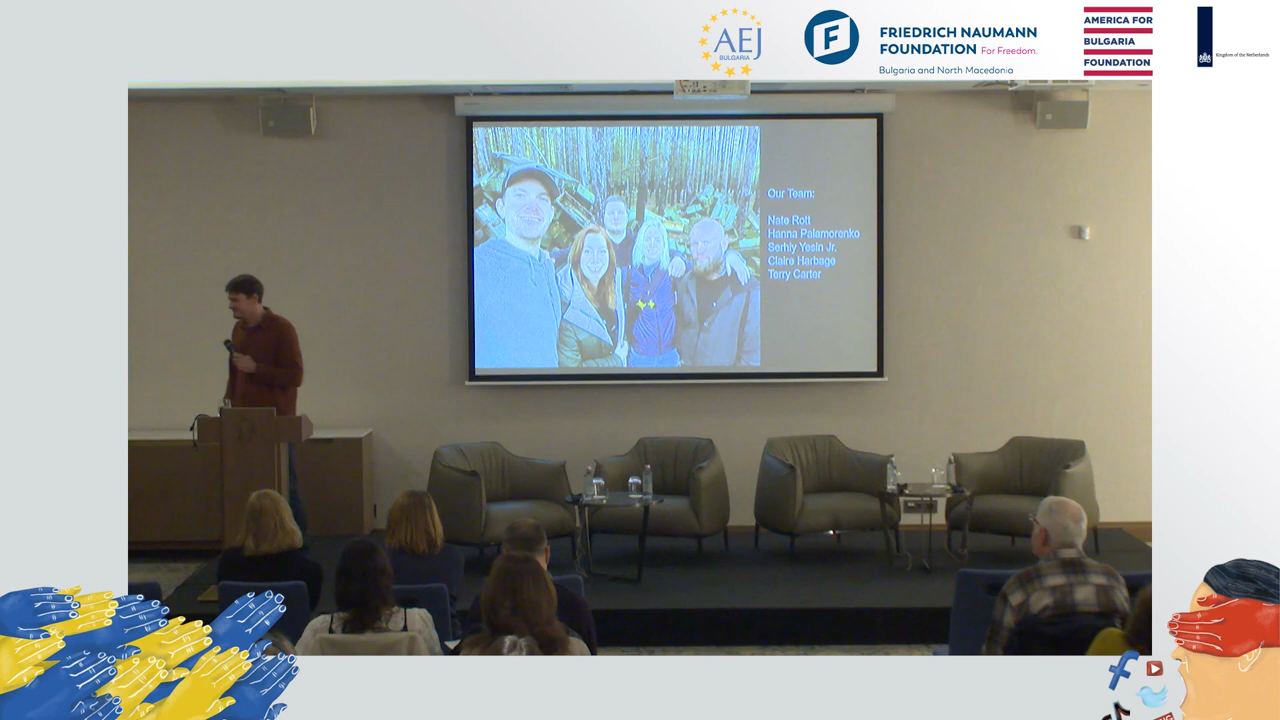 AEJ
BULGARIA
FRIEDRICH NAUMANN
FOUNDATION For Freedom.
Bulgaria and North Macedonia
AMERICA FOR
BULGARIA
FOUNDATION
Kingdom of the Netherlands
Our Team:
Nate Rott
Hanna Palamorenko
Serhiy Yesin Jr.
Claire Harbage
Terry Carter